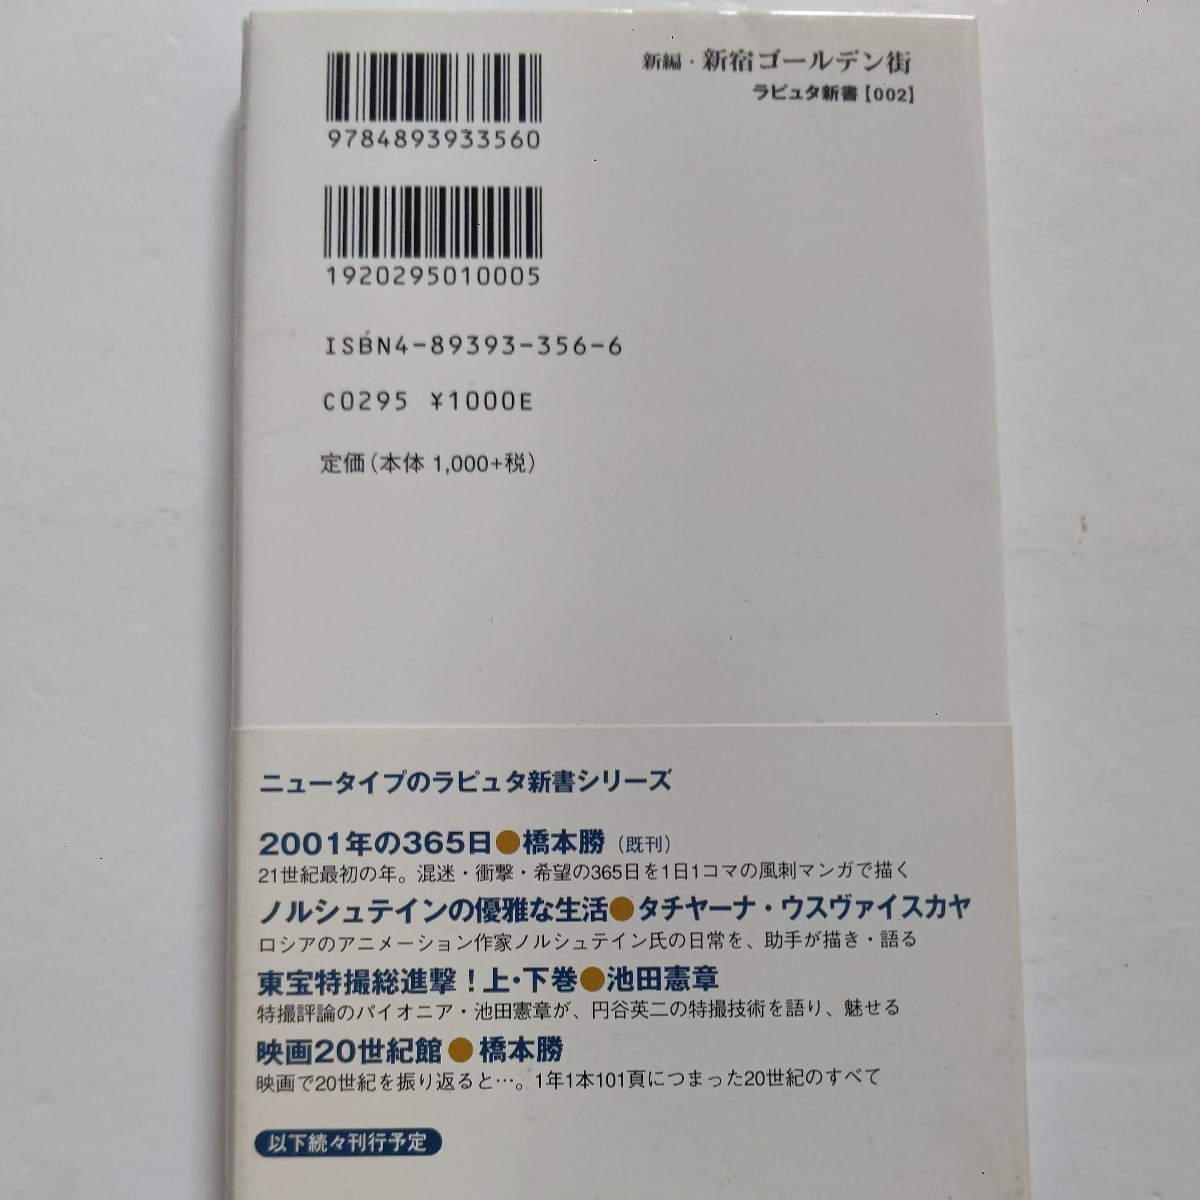 新編・新宿ゴールデン街
ラピュタ新書【002】
9784893933560
1920295010005
ISBN4-89393-356-6
C0295 ¥1000E
定価(本体 1,000+税)
ニュータイプのラピュタ新書シリーズ
2001年の365日●橋本勝(既刊)
21世紀最初の年。混迷・衝撃・希望の365日を1日1コマの風刺マンガで描く
ノルシュテインの優雅な生活●タチヤーナ・ウスヴァイスカヤ
ロシアのアニメーション作家ノルシュテイン氏の日常を、助手が描き・語る
東宝特撮総進撃!上・下巻●池田憲章
特撮評論のパイオニア・池田憲章が、円谷英二の特撮技術を語り、魅せる
映画20世紀館●橋本勝
映画で20世紀を振り返ると…。1年1本101頁につまった20世紀のすべて
以下続々刊行予定